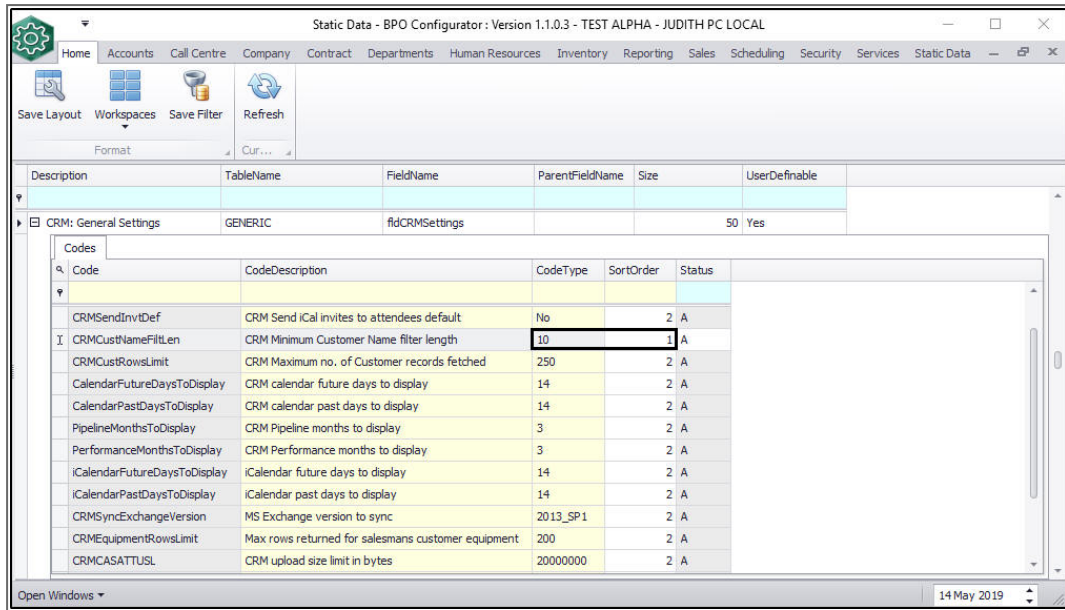 Static Data - BPO Configurator : Version 1.1.0.3 - TEST ALPHA - JUDITH PC LOCAL
Home Accounts Call Centre Company Contract Departments Human Resources Inventory Reporting Sales Scheduling Security Services Static Data
Save Layout Workspaces Save Filter Refresh
Format Cur...
Description TableName FieldName ParentFieldName Size UserDefinable
CRM: General Settings GENERIC fldCRMSettings 50 Yes
Codes
Code CodeDescription CodeType SortOrder Status
CRMSendInvtDef CRM Send iCal invites to attendees default No 2 A
CRMCustNameFiltLen CRM Minimum Customer Name filter length 10 1 A
CRMCustRowsLimit CRM Maximum no. of Customer records fetched 250 2 A
CalendarFutureDaysToDisplay CRM calendar future days to display 14 2 A
CalendarPastDaysToDisplay CRM calendar past days to display 14 2 A
PipelineMonthsToDisplay CRM Pipeline months to display 3 2 A
PerformanceMonthsToDisplay CRM Performance months to display 3 2 A
iCalendarFutureDaysToDisplay iCalendar future days to display 14 2 A
iCalendarPastDaysToDisplay iCalendar past days to display 14 2 A
CRMSyncExchangeVersion MS Exchange version to sync 2013_SP1 2 A
CRMEquipmentRowsLimit Max rows returned for salesmans customer equipment 200 2 A
CRMCASATTUSL CRM upload size limit in bytes 20000000 2 A
Open Windows 14 May 2019